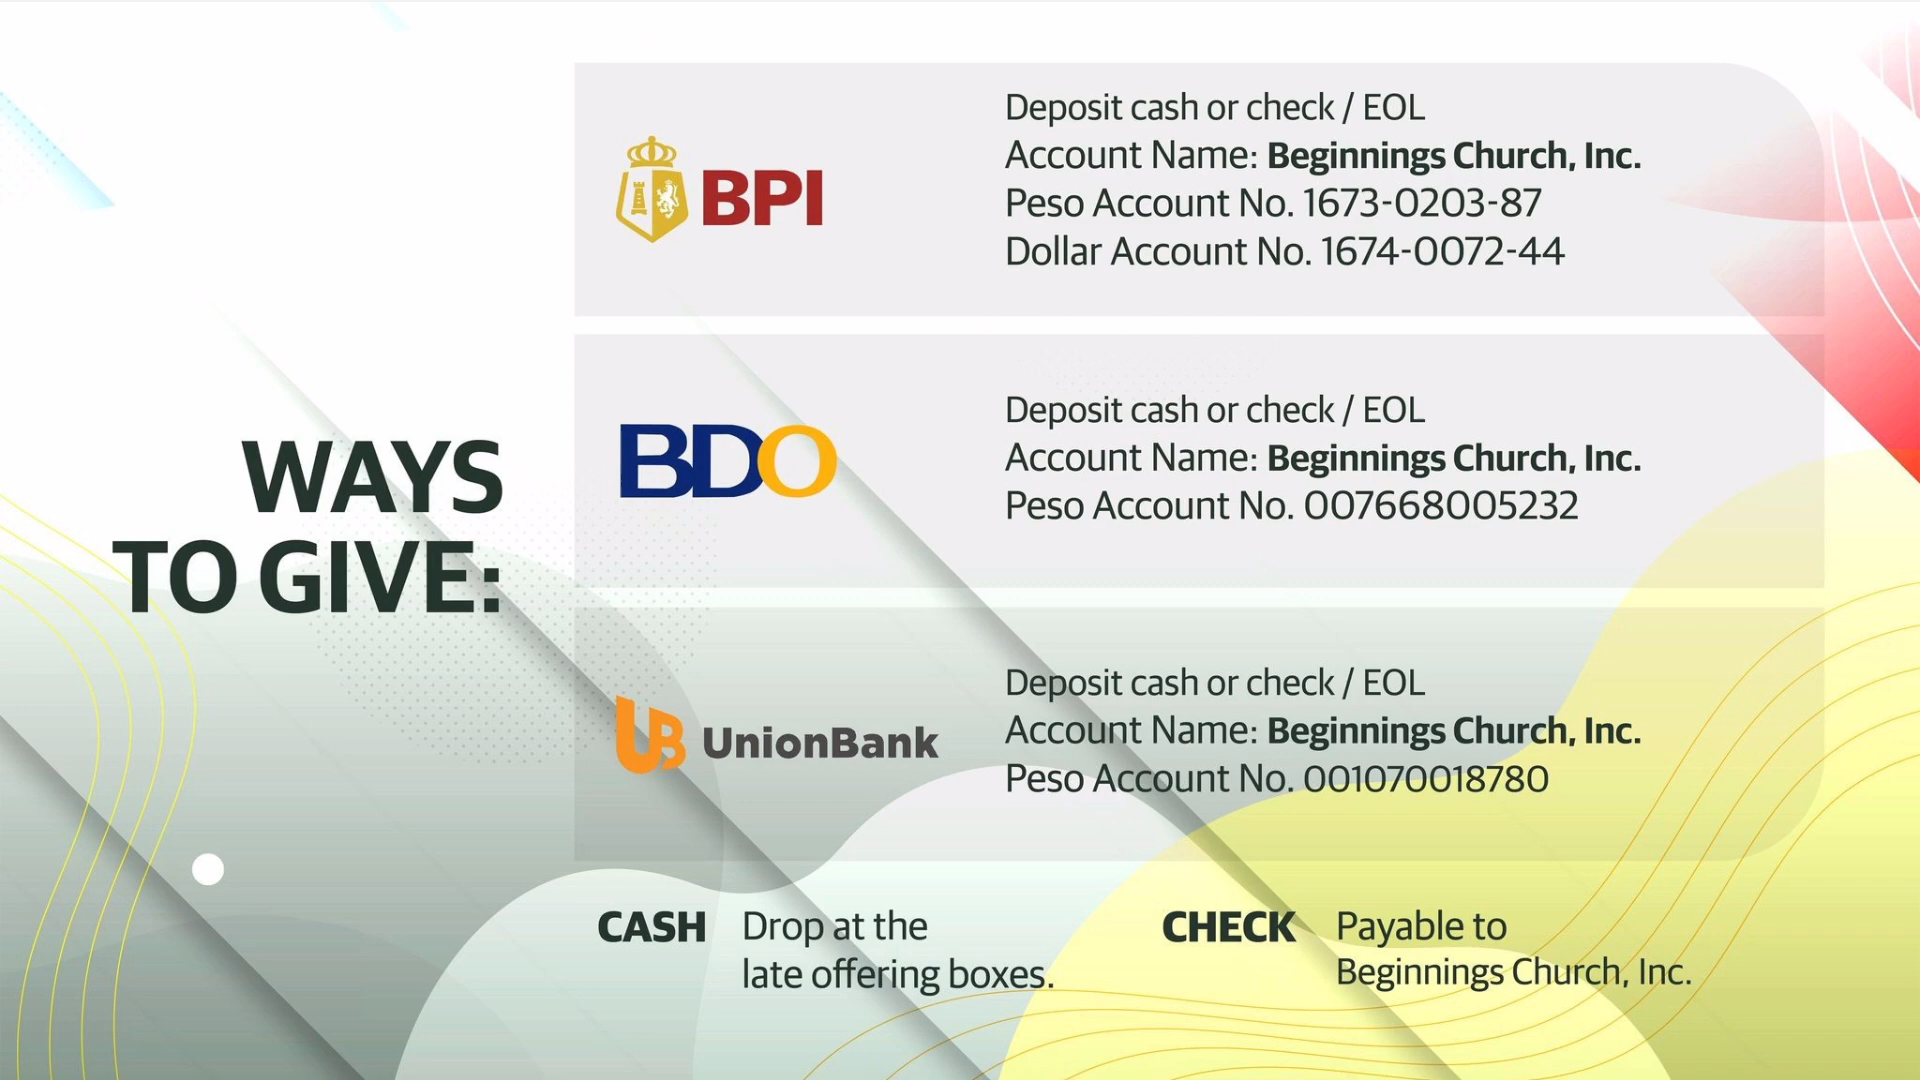 WAYS
TO GIVE:
BPI
Deposit cash or check / EOL
Account Name: Beginnings Church, Inc.
Peso Account No. 1673-0203-87
Dollar Account No. 1674-0072-44
BDO
Deposit cash or check / EOL
Account Name: Beginnings Church, Inc.
Peso Account No. 007668005232
UB UnionBank
Deposit cash or check / EOL
Account Name: Beginnings Church, Inc.
Peso Account No. 001070018780
CASH Drop at the
late offering boxes.
CHECK Payable to
Beginnings Church, Inc.